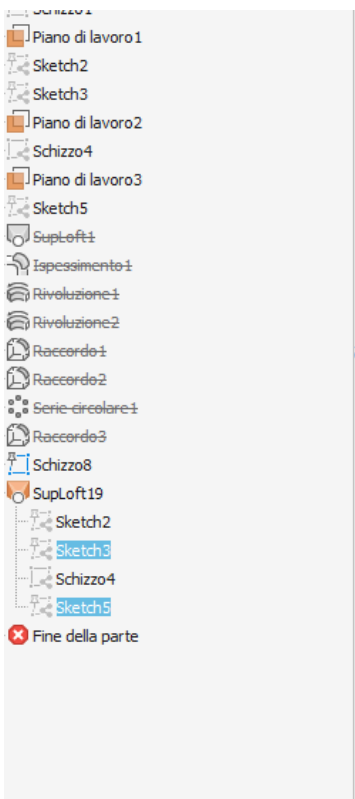 Schizzo1
Piano di lavoro1
Sketch2
Sketch3
Piano di lavoro2
Schizzo4
Piano di lavoro3
Sketch5
SupLoft1
Ispessimento1
Rivoluzione1
Rivoluzione2
Raccordo1
Raccordo2
Serie circolare1
Raccordo3
Schizzo8
SupLoft19
Sketch2
Sketch3
Schizzo4
Sketch5
Fine della parte